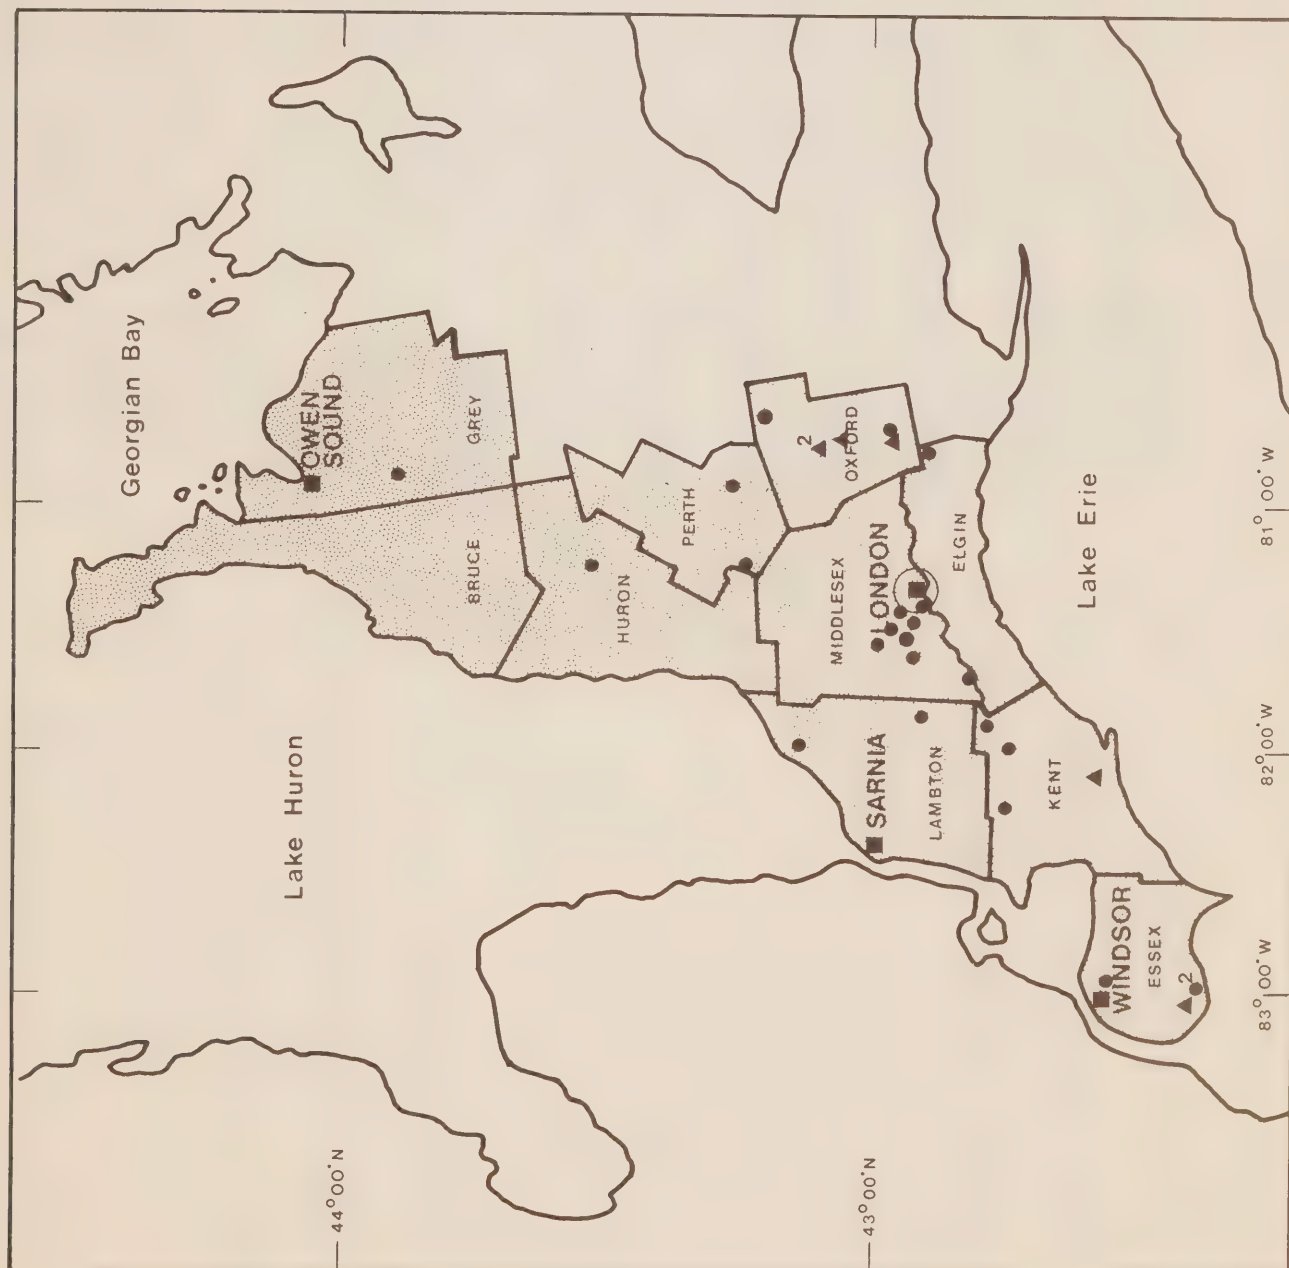 Georgian Bay
OWEN
SOUND
GREY
BRUCE
Lake Huron
HURON
PERTH
2
OXFORD
MIDDLESEX
LONDON
ELGIN
Lake Erie
SARNIA
LAMBTON
KENT
WINDSOR
ESSEX
2
44°00'N
43°00'N
81°00'W
82°00'W
83°00'W